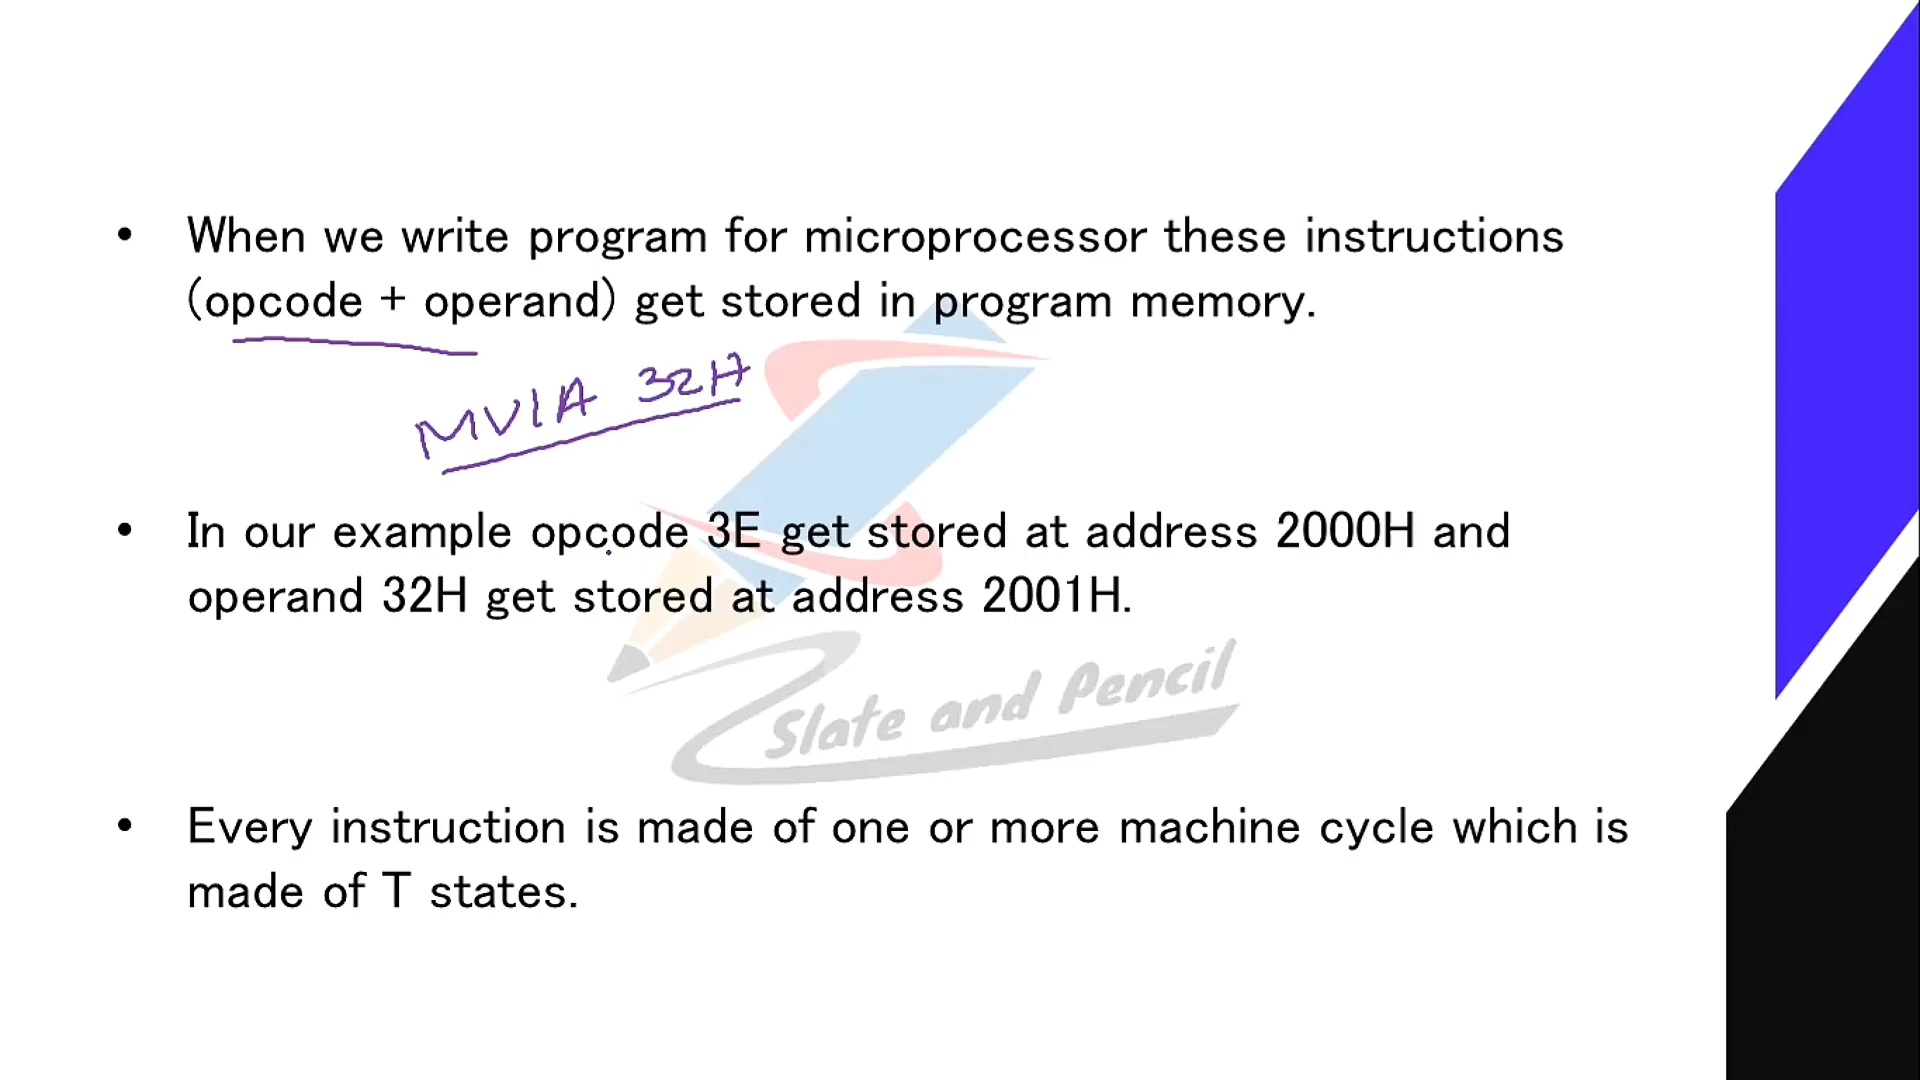 • When we write program for microprocessor these instructions
(opcode + operand) get stored in program memory.
MVIA 32H
• In our example opcode 3E get stored at address 2000H and
operand 32H get stored at address 2001H.
Slate and Pencil
• Every instruction is made of one or more machine cycle which is
made of T states.